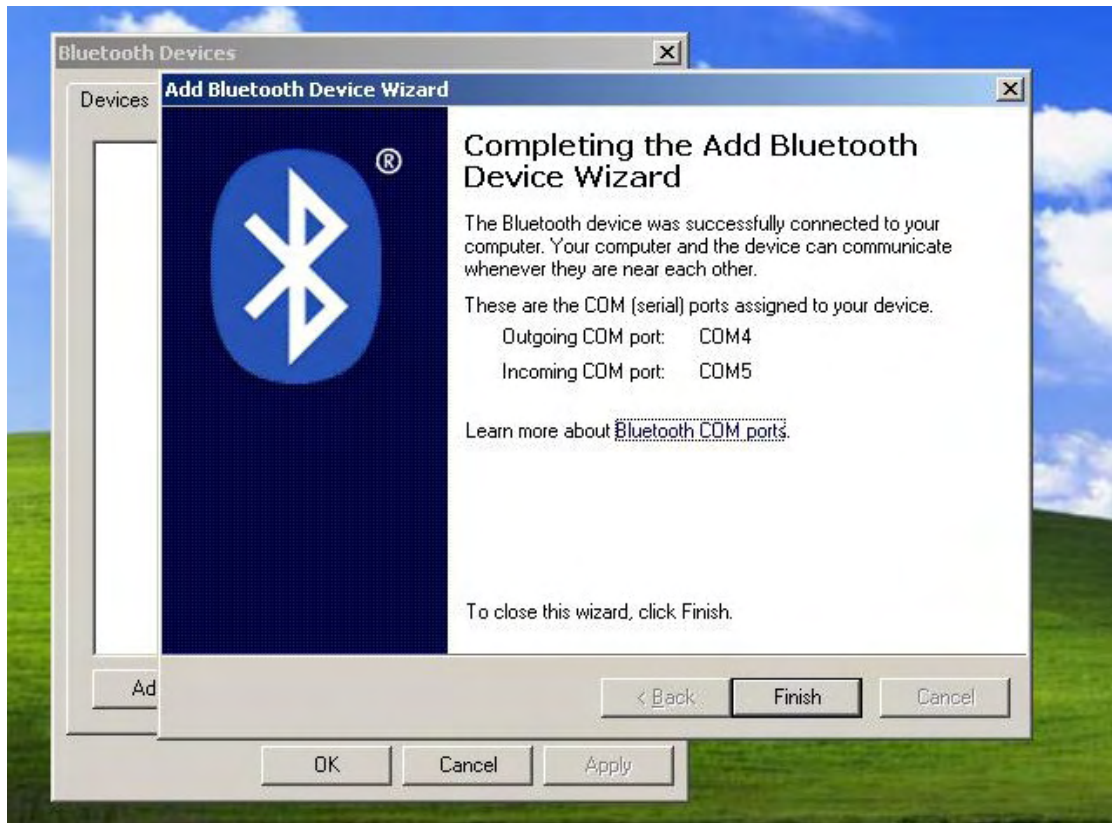 Bluetooth Devices
Devices
Add Bluetooth Device Wizard
®
Completing the Add Bluetooth
Device Wizard
The Bluetooth device was successfully connected to your
computer. Your computer and the device can communicate
whenever they are near each other.
These are the COM (serial) ports assigned to your device.
Outgoing COM port: COM4
Incoming COM port: COM5
Learn more about Bluetooth COM ports.
To close this wizard, click Finish.
Ad
< Back Finish Cancel
OK Cancel Apply